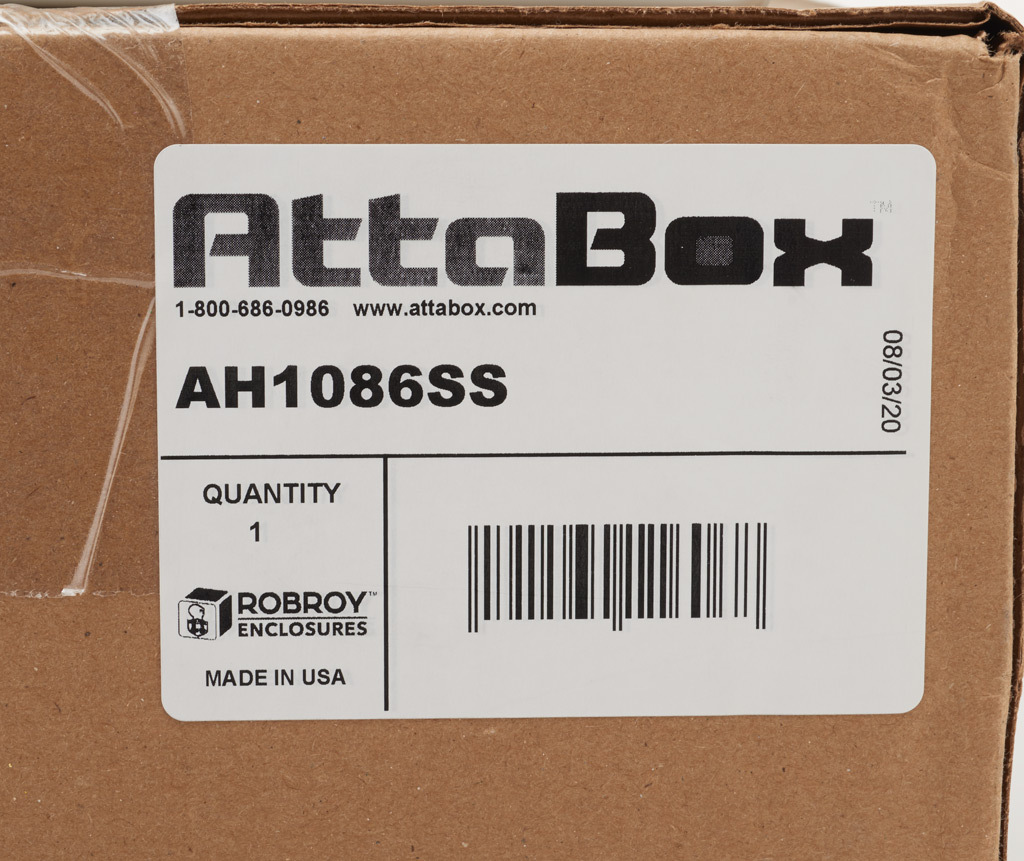 AttaBox™
1-800-686-0986 www.attabox.com
AH1086SS
08/03/20
QUANTITY
1
ROBROY™
ENCLOSURES
MADE IN USA